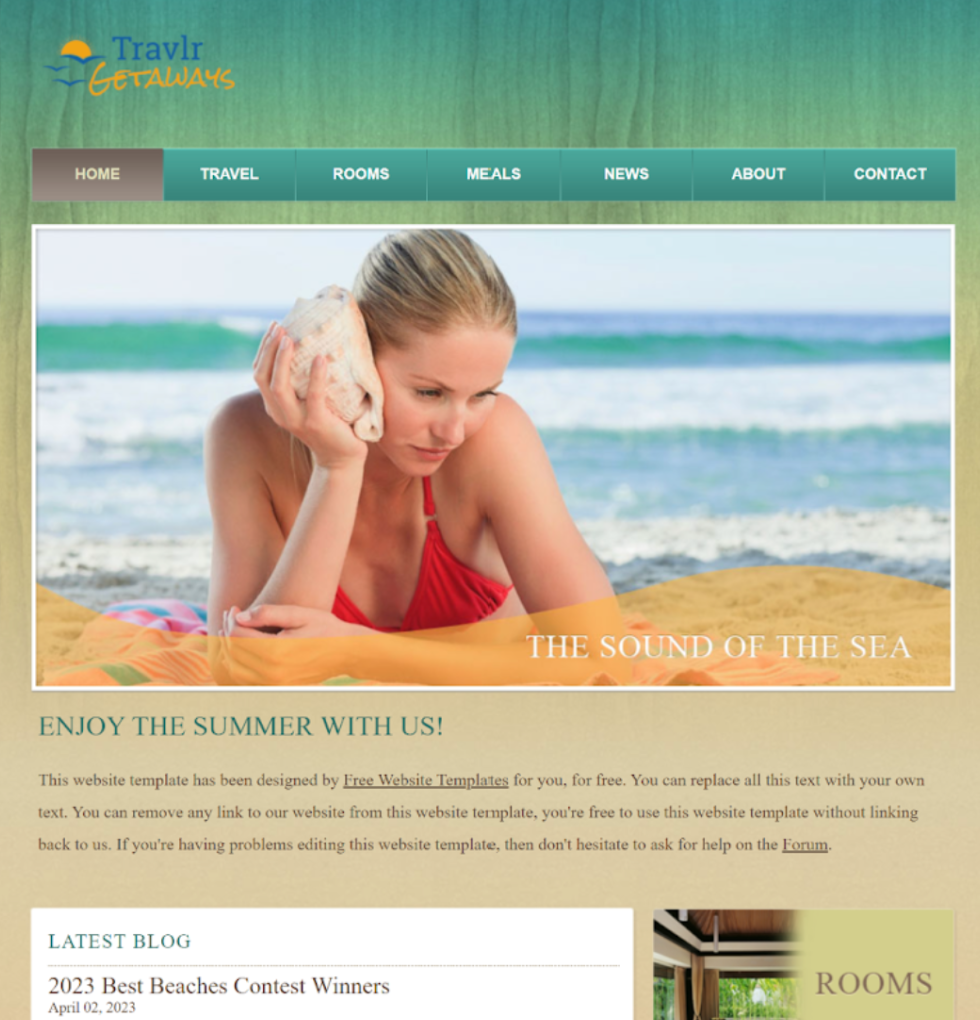 Travlr
GETAWAYS
HOME TRAVEL ROOMS MEALS NEWS ABOUT CONTACT
THE SOUND OF THE SEA
ENJOY THE SUMMER WITH US!
This website template has been designed by Free Website Templates for you, for free. You can replace all this text with your own
text. You can remove any link to our website from this website template, you're free to use this website template without linking
back to us. If you're having problems editing this website template, then don't hesitate to ask for help on the Forum.
LATEST BLOG
2023 Best Beaches Contest Winners
April 02, 2023
ROOMS